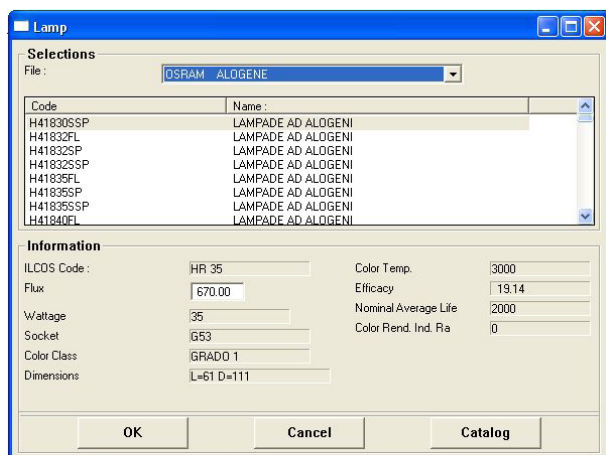 Lamp
Selections
File : OSRAM ALOGENE
Code Name :
H41830SSP LAMPADE AD ALOGENI
H41832FL LAMPADE AD ALOGENI
H41832SP LAMPADE AD ALOGENI
H41832SSP LAMPADE AD ALOGENI
H41835FL LAMPADE AD ALOGENI
H41835SP LAMPADE AD ALOGENI
H41835SSP LAMPADE AD ALOGENI
H41840FL LAMPADE AD ALOGENI
Information
ILCOS Code : HR 35 Color Temp. 3000
Flux 670.00 Efficacy 19.14
Wattage 35 Nominal Average Life 2000
Socket G53 Color Rend. Ind. Ra 0
Color Class GRADO 1
Dimensions L=61 D=111
OK Cancel Catalog